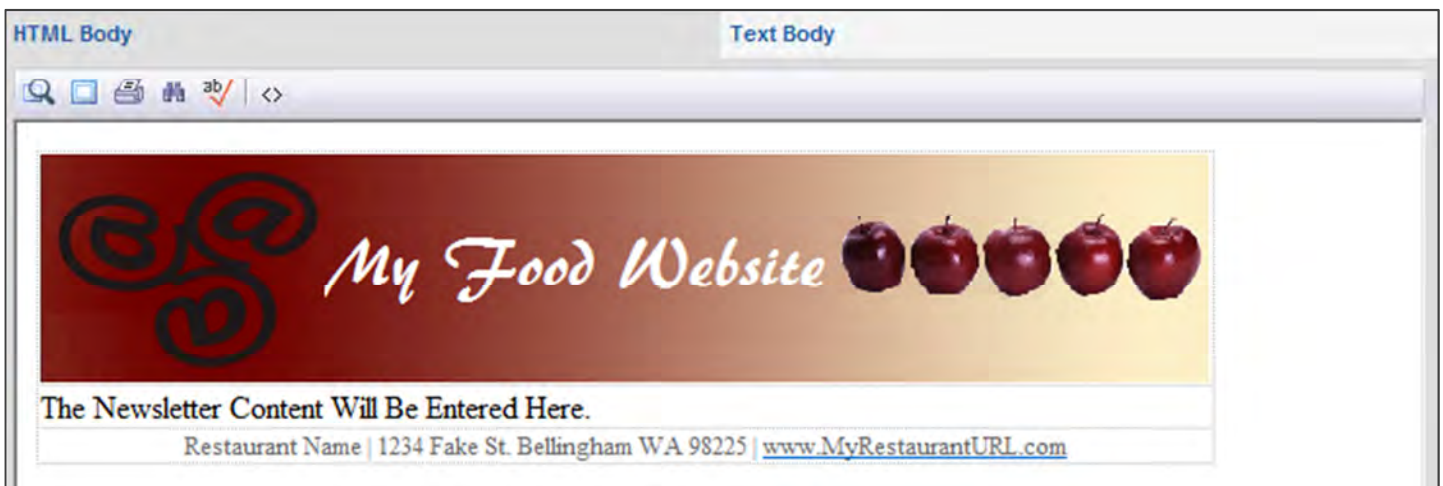 HTML Body
Text Body
ab
<>
My Food Website
The Newsletter Content Will Be Entered Here.
Restaurant Name | 1234 Fake St. Bellingham WA 98225 | www.MyRestaurantURL.com